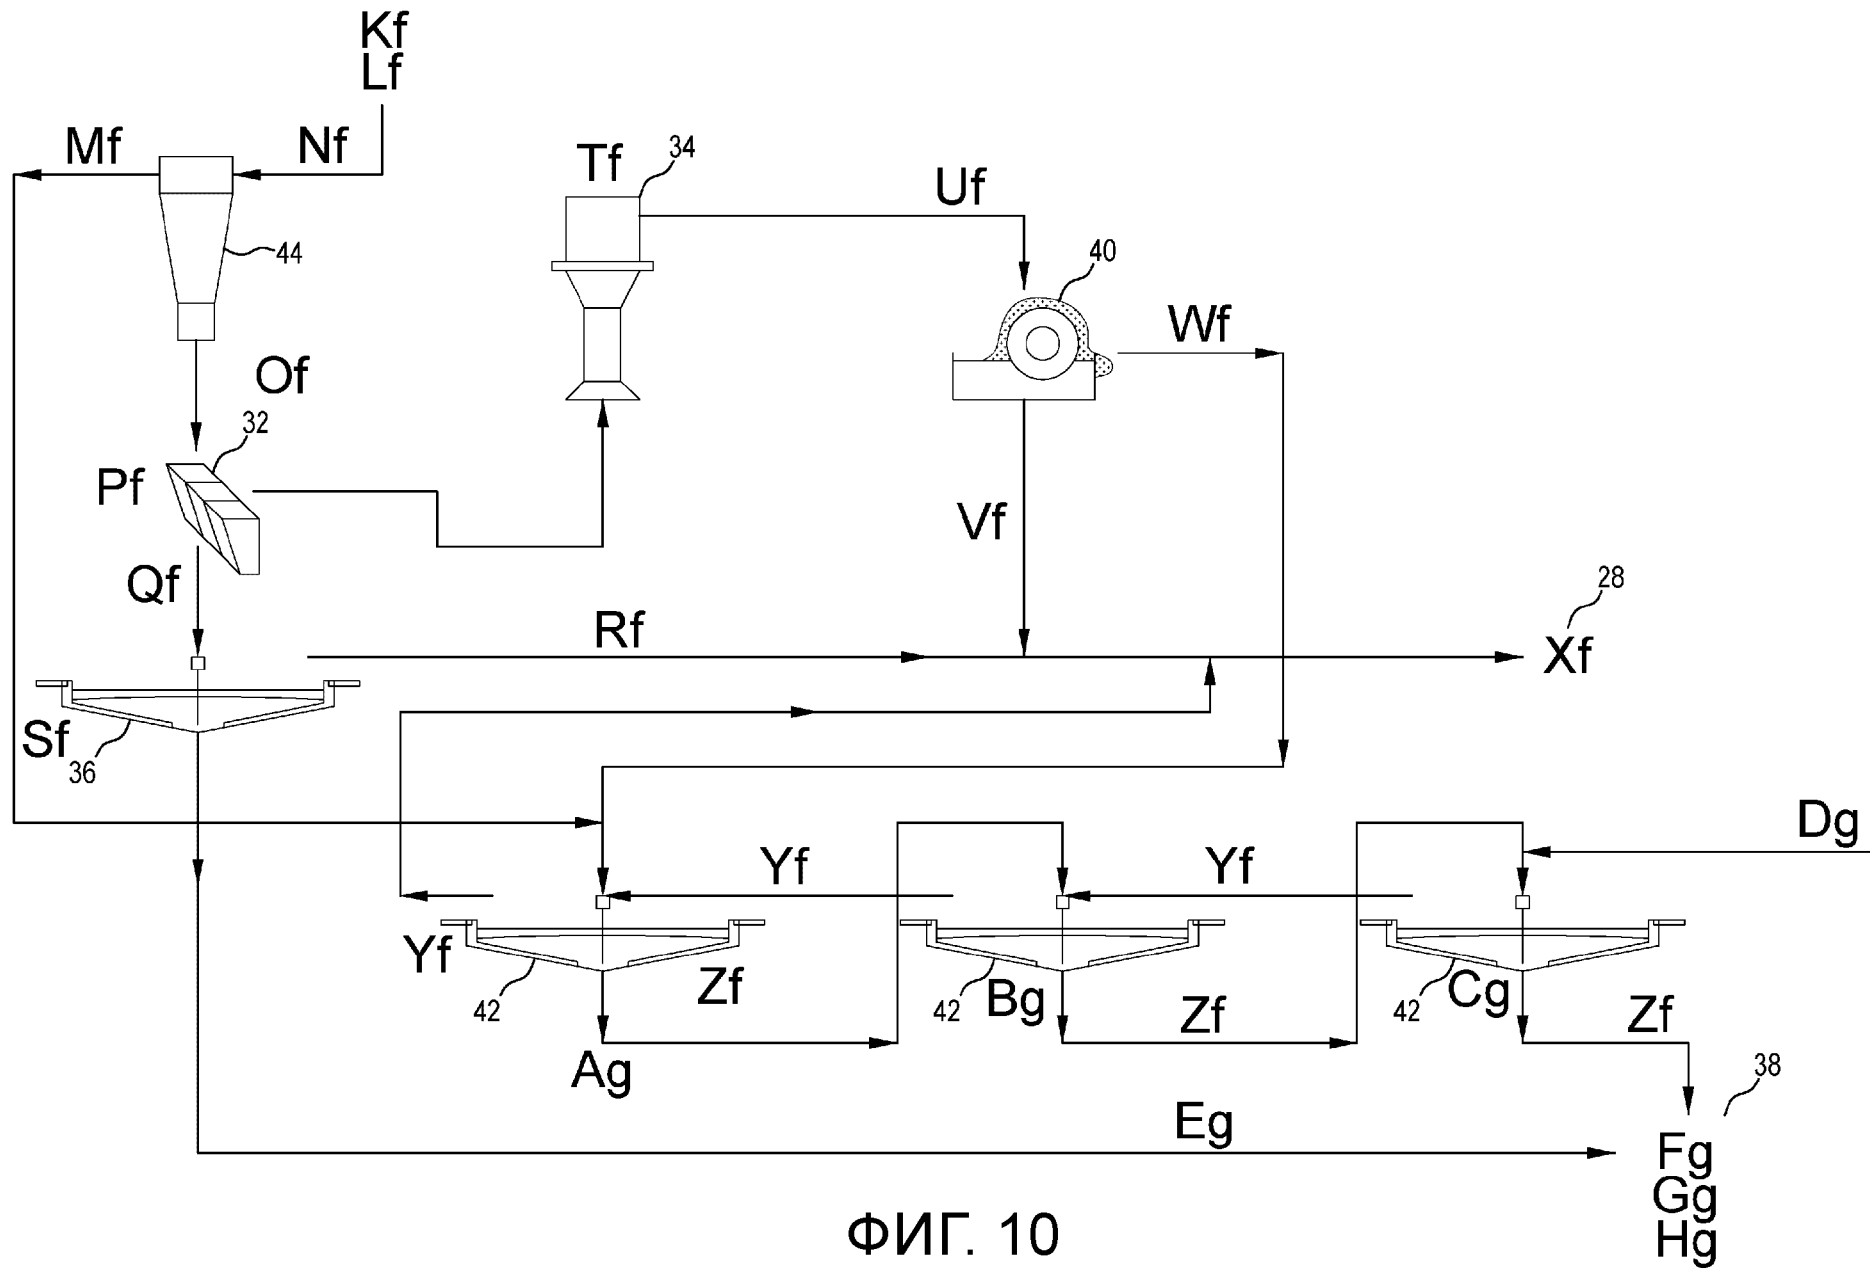 Kf
Lf
Mf
Nf
44
Tf
34
Uf
40
Wf
Of
32
Pf
Vf
Qf
Rf
28
Xf
Sf
36
Dg
Yf
Yf
Yf
42
Zf
42
Bg
Zf
42
Cg
Zf
Ag
38
Eg
Fg
Gg
Hg
ФИГ. 10